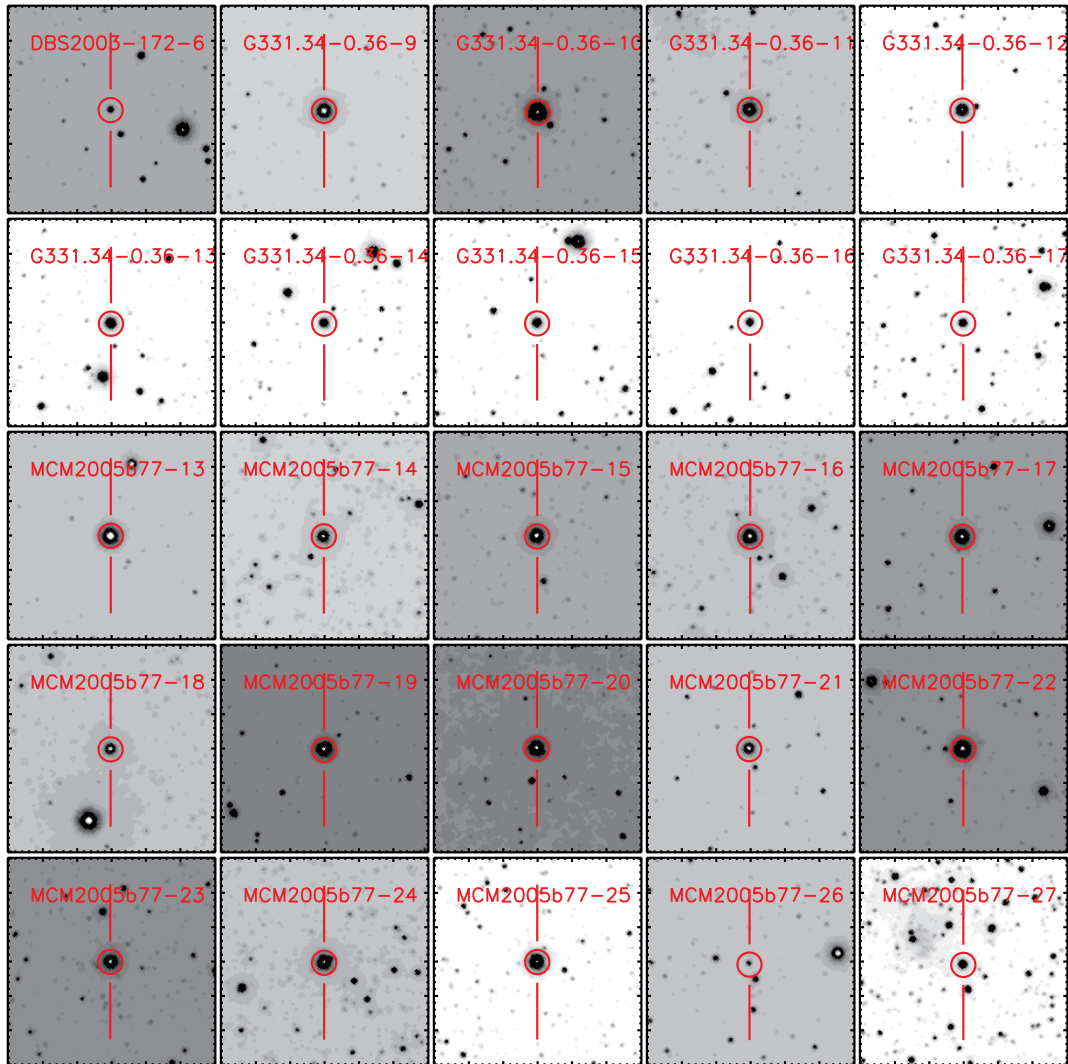 DBS2003-172-6
G331.34-0.36-9
G331.34-0.36-10
G331.34-0.36-11
G331.34-0.36-12
G331.34-0.36-13
G331.34-0.36-14
G331.34-0.36-15
G331.34-0.36-16
G331.34-0.36-17
MCM2005b77-13
MCM2005b77-14
MCM2005b77-15
MCM2005b77-16
MCM2005b77-17
MCM2005b77-18
MCM2005b77-19
MCM2005b77-20
MCM2005b77-21
MCM2005b77-22
MCM2005b77-23
MCM2005b77-24
MCM2005b77-25
MCM2005b77-26
MCM2005b77-27